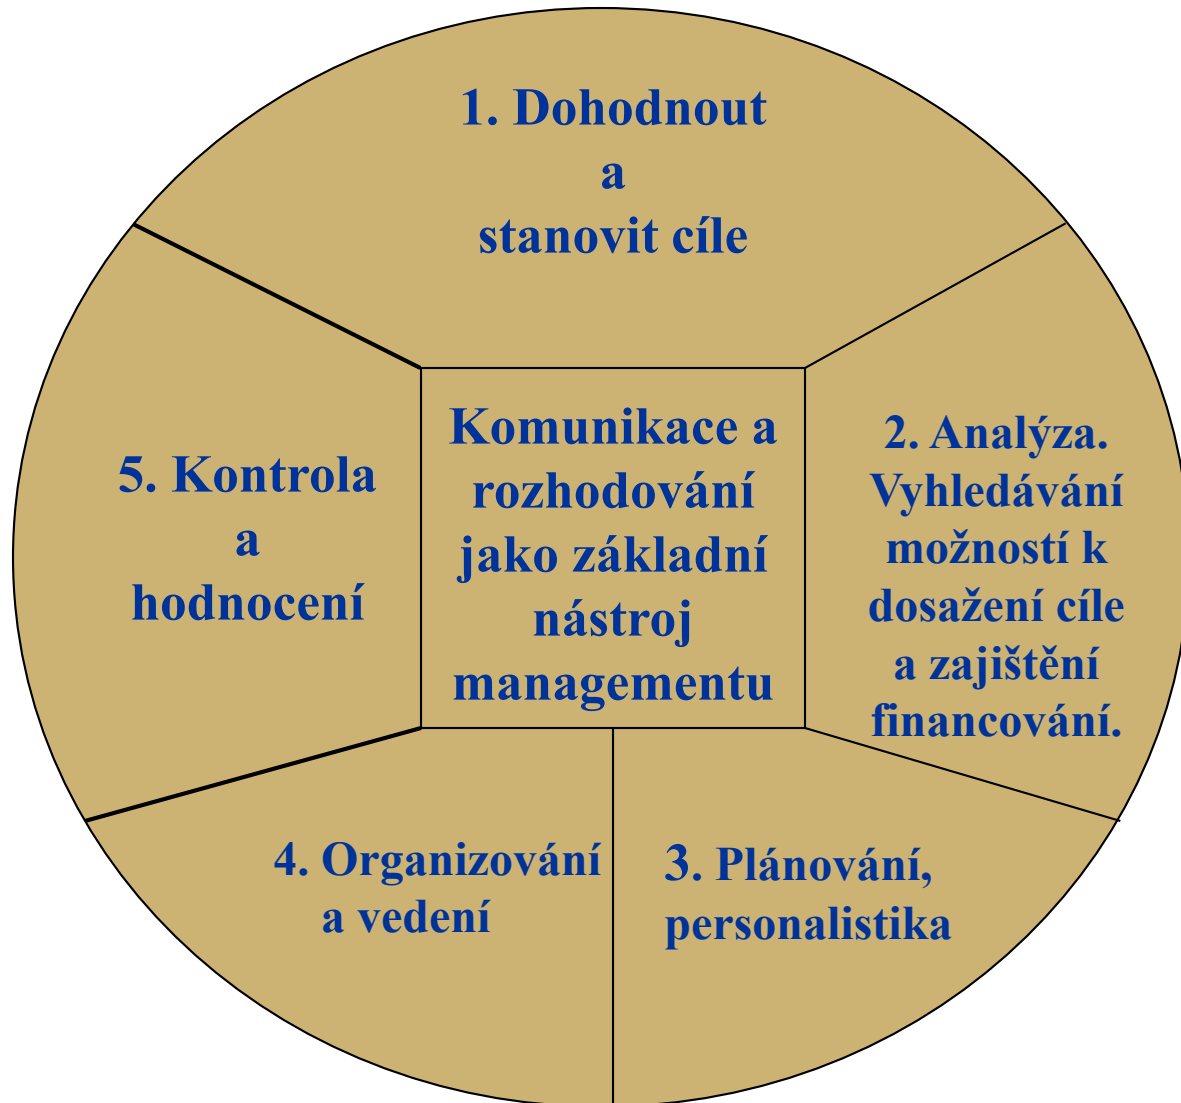 1. Dohodnout
a
stanovit cíle
Komunikace a
rozhodování
jako základní
nástroj
managementu
2. Analýza.
Vyhledávání
možností k
dosažení cíle
a zajištění
financování.
3. Plánování,
personalistika
4. Organizování
a vedení
5. Kontrola
a
hodnocení